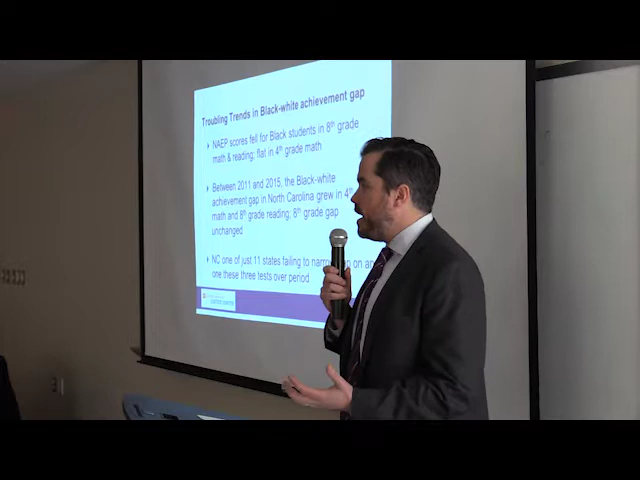 Troubling Trends in Black-white achievement gap
NAEP scores fell for Black students in 8th grade
math & reading; flat in 4th grade math
Between 2011 and 2015, the Black-white
achievement gap in North Carolina grew in 4th
math and 8th grade reading; 8th grade gap
unchanged
NC one of just 11 states failing to on
one these three tests over period